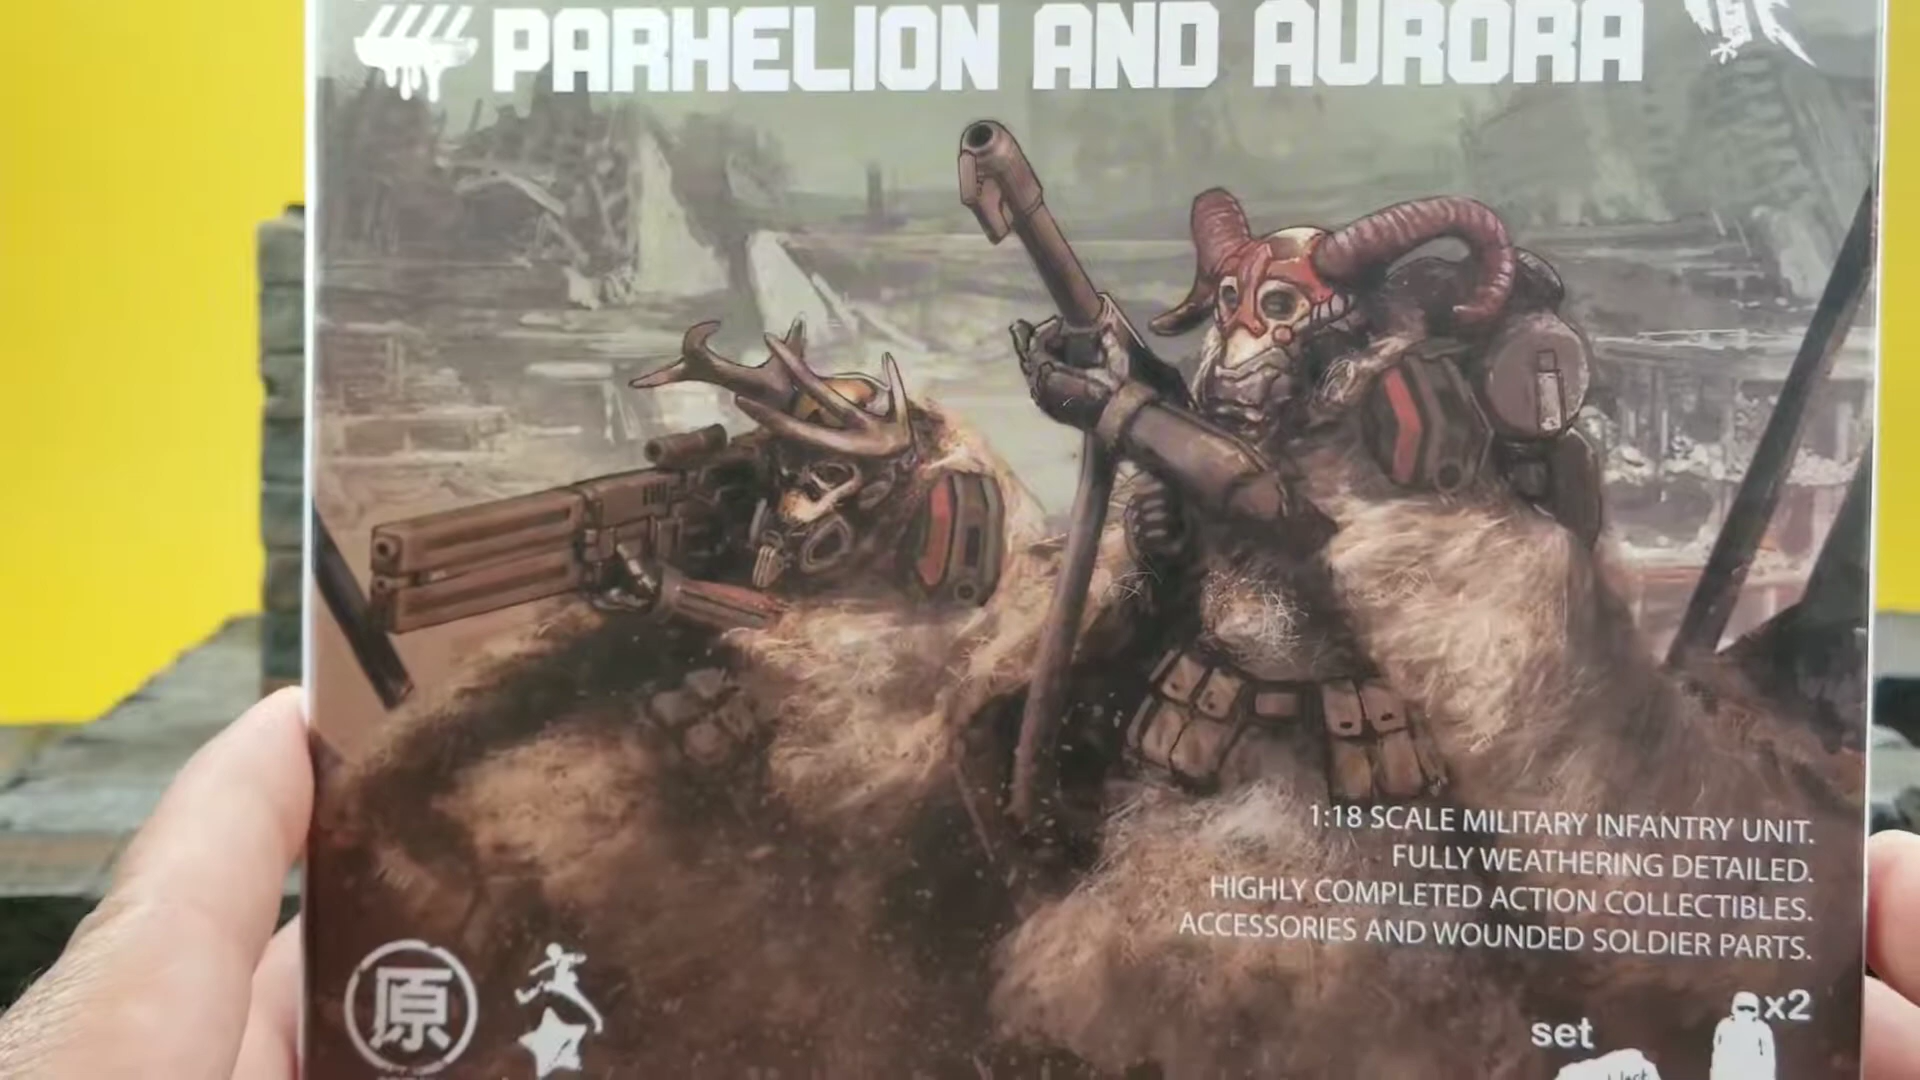 PARHELION AND AURORA
1:18 SCALE MILITARY INFANTRY UNIT.
FULLY WEATHERING DETAILED.
HIGHLY COMPLETED ACTION COLLECTIBLES.
ACCESSORIES AND WOUNDED SOLDIER PARTS.
原
x2
set